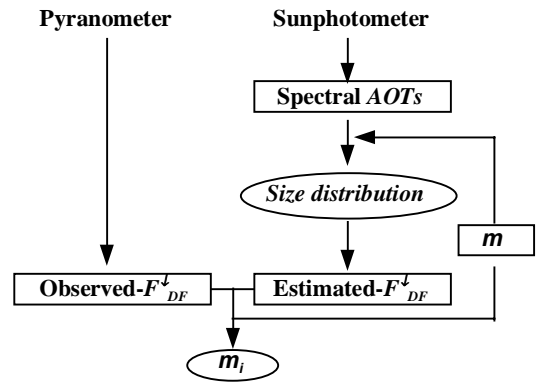 Pyranometer Sunphotometer
Spectral AOTs
Size distribution
m
Observed-F↓DF Estimated-F↓DF
mi